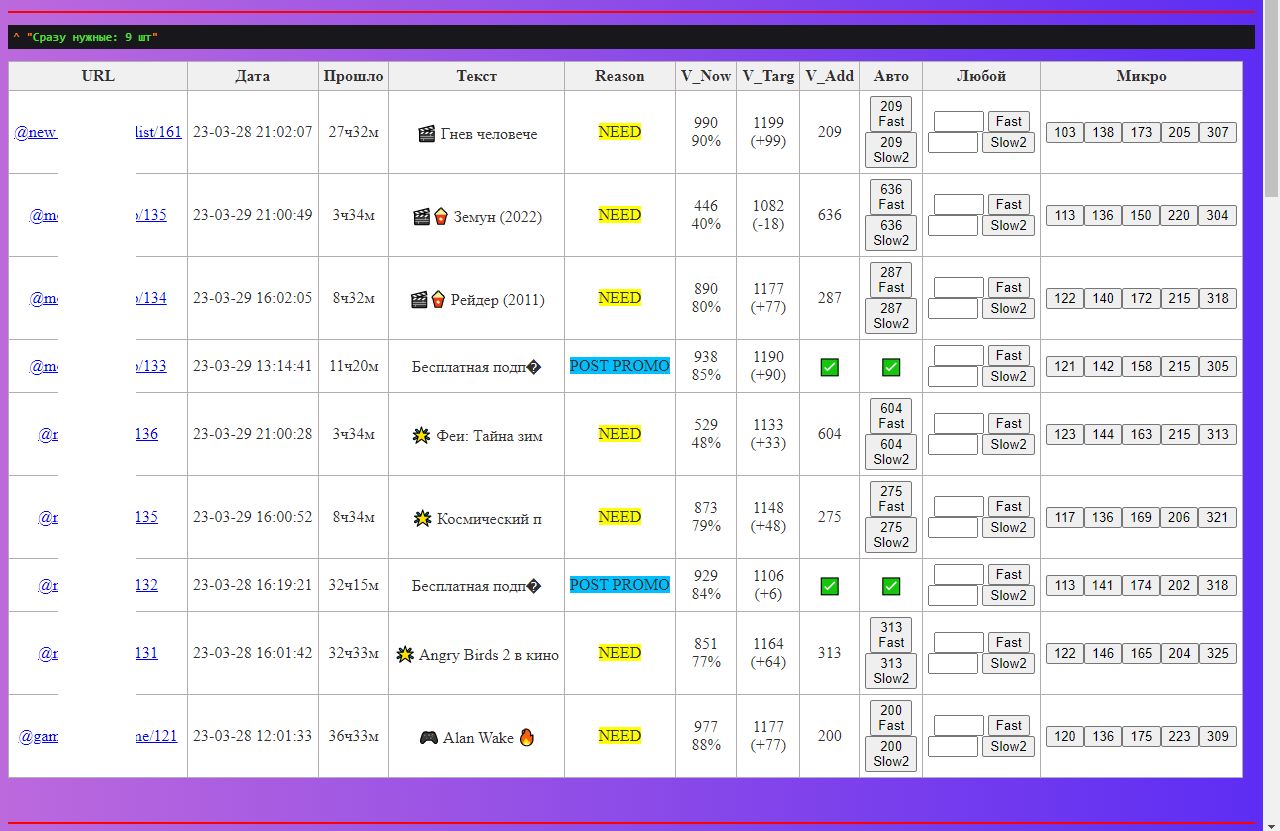 ^ "Сразу нужные: 9 шт"
URL Дата Прошло Текст Reason V_Now V_Targ V_Add Авто Любой Микро
@new list/161 23-03-28 21:02:07 27ч32м 🎬 Гнев человече NEED 990 90% 1199 (+99) 209 209 Fast 209 Slow2 Fast Slow2 103 138 173 205 307
@m /135 23-03-29 21:00:49 3ч34м 🎬🍿 Земун (2022) NEED 446 40% 1082 (-18) 636 636 Fast 636 Slow2 Fast Slow2 113 136 150 220 304
@m /134 23-03-29 16:02:05 8ч32м 🎬🍿 Рейдер (2011) NEED 890 80% 1177 (+77) 287 287 Fast 287 Slow2 Fast Slow2 122 140 172 215 318
@m /133 23-03-29 13:14:41 11ч20м Бесплатная подп� POST PROMO 938 85% 1190 (+90) ✅ ✅ Fast Slow2 121 142 158 215 305
@r 136 23-03-29 21:00:28 3ч34м 🌟 Феи: Тайна зим NEED 529 48% 1133 (+33) 604 604 Fast 604 Slow2 Fast Slow2 123 144 163 215 313
@r 135 23-03-29 16:00:52 8ч34м 🌟 Космический п NEED 873 79% 1148 (+48) 275 275 Fast 275 Slow2 Fast Slow2 117 136 169 206 321
@r 132 23-03-28 16:19:21 32ч15м Бесплатная подп� POST PROMO 929 84% 1106 (+6) ✅ ✅ Fast Slow2 113 141 174 202 318
@r 131 23-03-28 16:01:42 32ч33м 🌟 Angry Birds 2 в кино NEED 851 77% 1164 (+64) 313 313 Fast 313 Slow2 Fast Slow2 122 146 165 204 325
@gam ne/121 23-03-28 12:01:33 36ч33м 🎮 Alan Wake 🔥 NEED 977 88% 1177 (+77) 200 200 Fast 200 Slow2 Fast Slow2 120 136 175 223 309